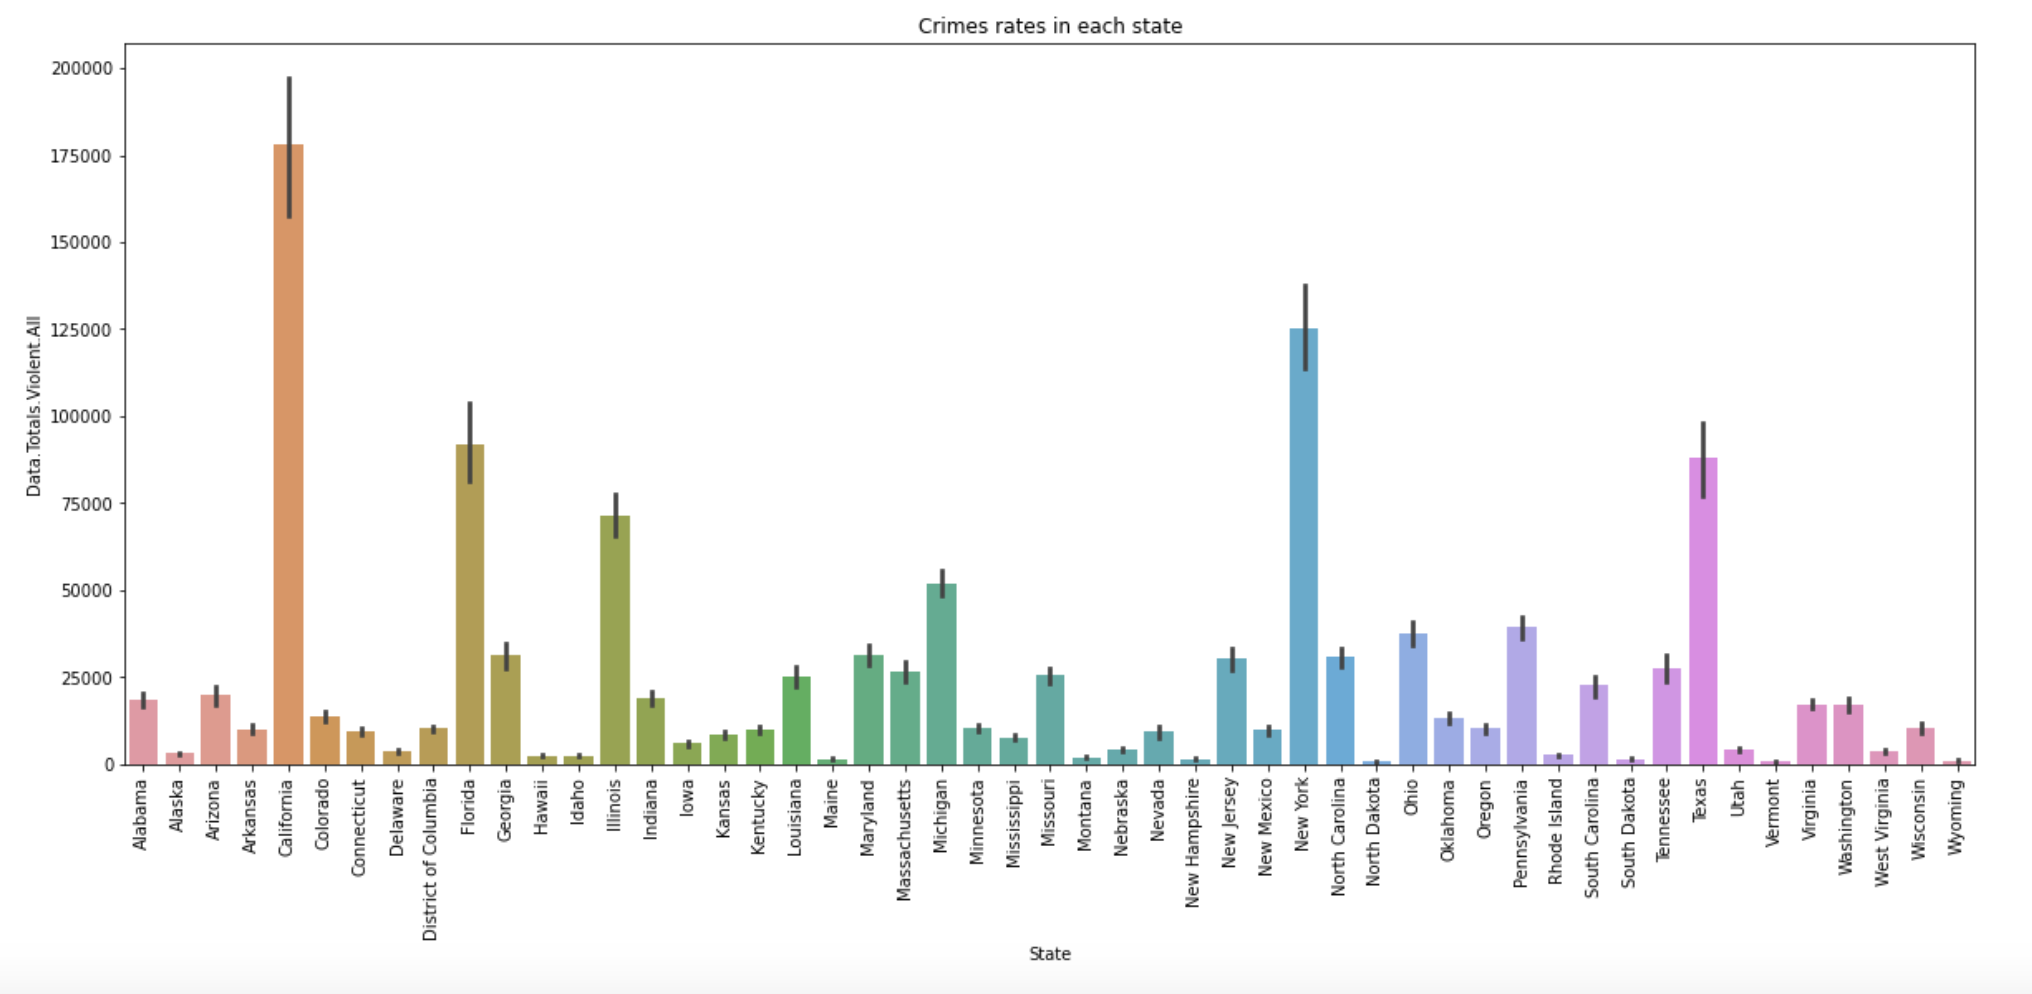 Crimes rates in each state
200000
175000
150000
125000
100000
75000
50000
25000
0
Data.Totals.Violent.All
Alabama
Alaska
Arizona
Arkansas
California
Colorado
Connecticut
Delaware
District of Columbia
Florida
Georgia
Hawaii
Idaho
Illinois
Indiana
Iowa
Kansas
Kentucky
Louisiana
Maine
Maryland
Massachusetts
Michigan
Minnesota
Mississippi
Missouri
Montana
Nebraska
Nevada
New Hampshire
New Jersey
New Mexico
New York
North Carolina
North Dakota
Ohio
Oklahoma
Oregon
Pennsylvania
Rhode Island
South Carolina
South Dakota
Tennessee
Texas
Utah
Vermont
Virginia
Washington
West Virginia
Wisconsin
Wyoming
State